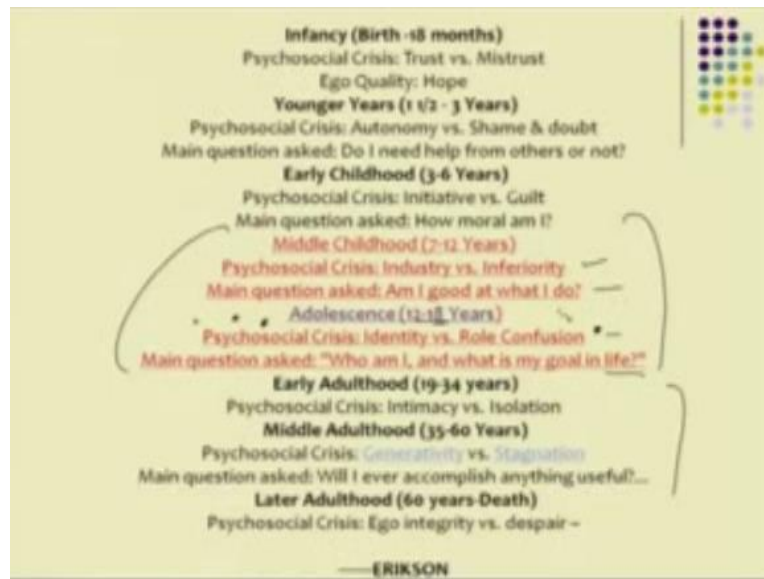 Infancy (Birth -18 months)
Psychosocial Crisis: Trust vs. Mistrust
Ego Quality: Hope
Younger Years (1 1/2 - 3 Years)
Psychosocial Crisis: Autonomy vs. Shame & doubt
Main question asked: Do I need help from others or not?
Early Childhood (3-6 Years)
Psychosocial Crisis: Initiative vs. Guilt
Main question asked: How moral am I?
Middle Childhood (7-12 Years)
Psychosocial Crisis: Industry vs. Inferiority
Main question asked: Am I good at what I do?
Adolescence (12-18 Years)
Psychosocial Crisis: Identity vs. Role Confusion
Main question asked: "Who am I, and what is my goal in life?"
Early Adulthood (19-34 years)
Psychosocial Crisis: Intimacy vs. Isolation
Middle Adulthood (35-60 Years)
Psychosocial Crisis: Generativity vs. Stagnation
Main question asked: Will I ever accomplish anything useful?...
Later Adulthood (60 years-Death)
Psychosocial Crisis: Ego integrity vs. despair –
——ERIKSON